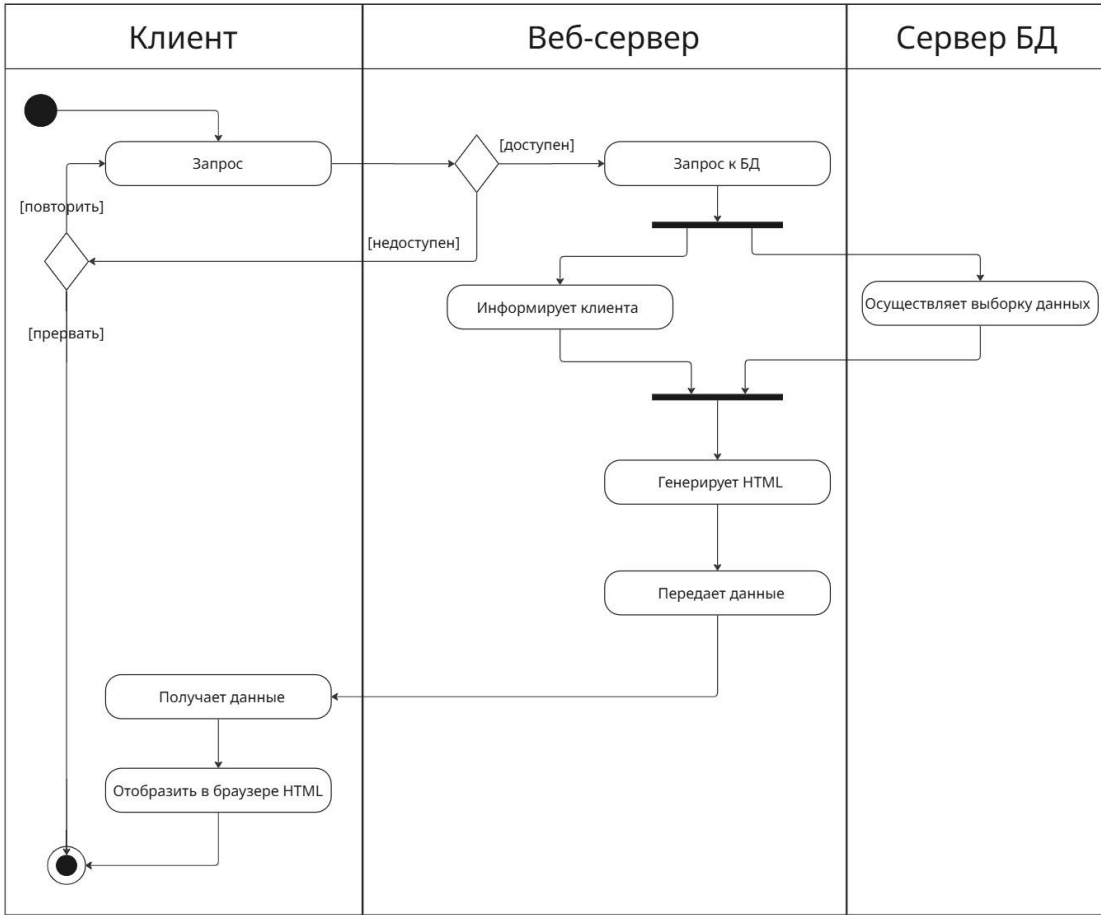 Клиент
Веб-сервер
Сервер БД
Запрос
[доступен]
Запрос к БД
[повторить]
[недоступен]
Информирует клиента
Осуществляет выборку данных
[прервать]
Генерирует HTML
Передает данные
Получает данные
Отобразить в браузере HTML